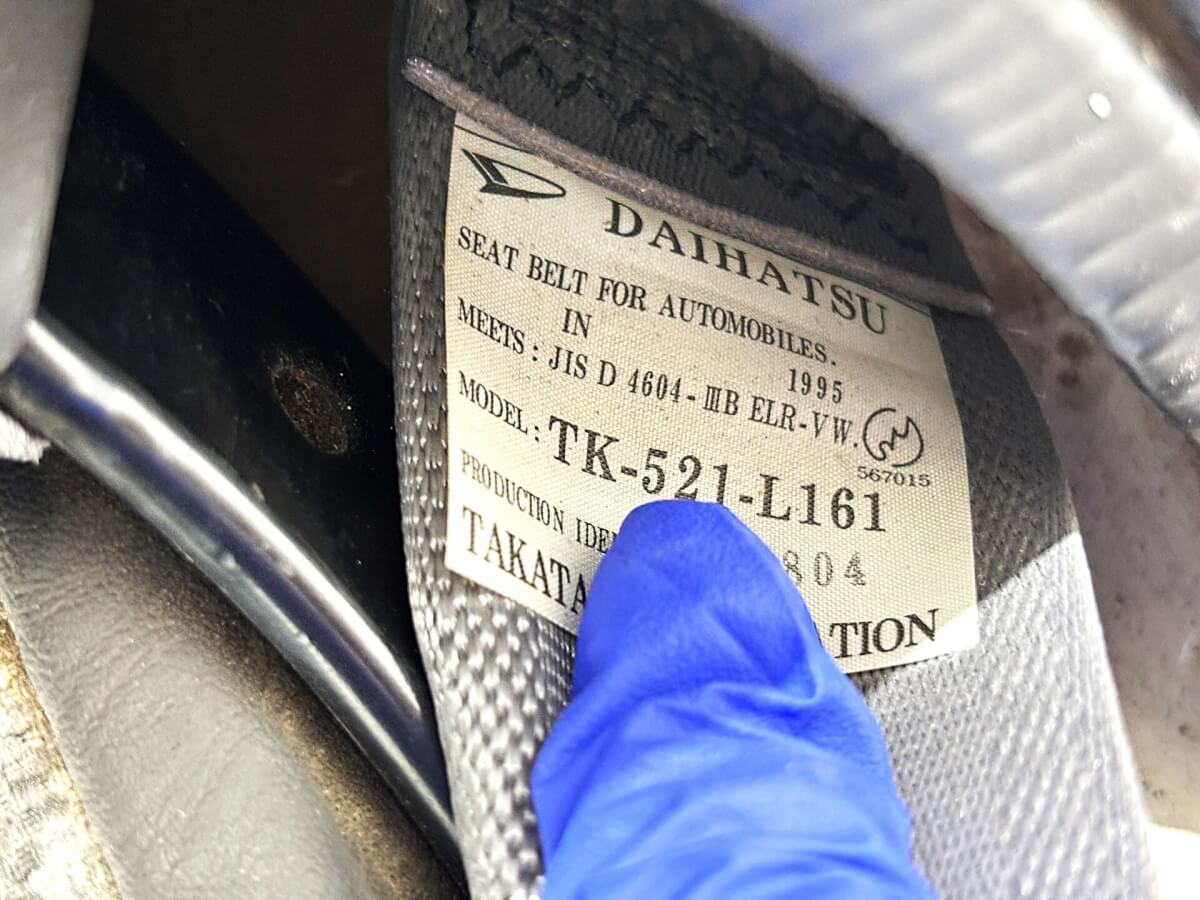 DAIHATSU
SEAT BELT FOR AUTOMOBILES.
IN 1995
MEETS : JIS D 4604-ⅢB ELR-VW.
567015
MODEL: TK-521-L161
PRODUCTION 804
TAKATA